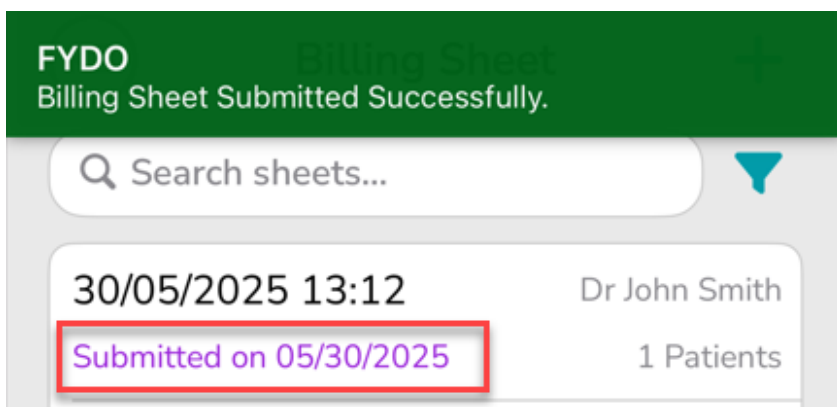 FYDO
Billing Sheet
Billing Sheet Submitted Successfully.
Search sheets...
30/05/2025 13:12 Dr John Smith
Submitted on 05/30/2025 1 Patients